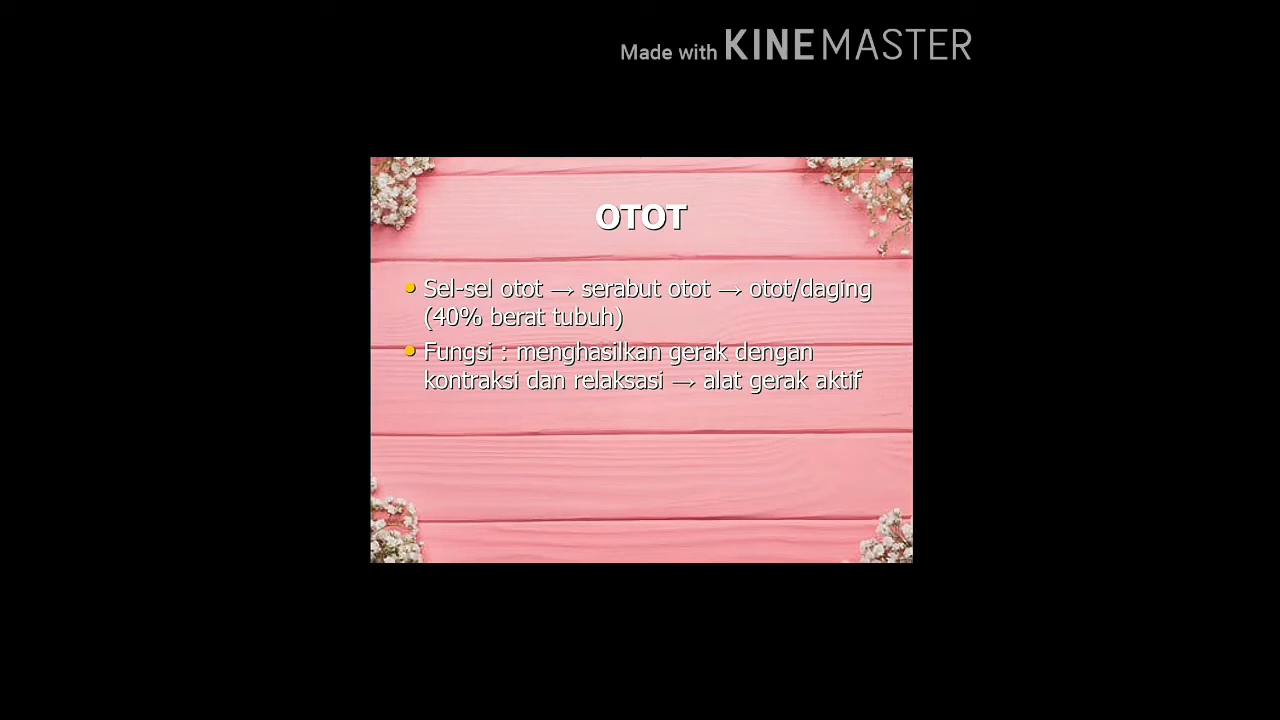 Made with KINEMASTER
OTOT
Sel-sel otot → serabut otot → otot/daging
(40% berat tubuh)
Fungsi : menghasilkan gerak dengan
kontraksi dan relaksasi → alat gerak aktif